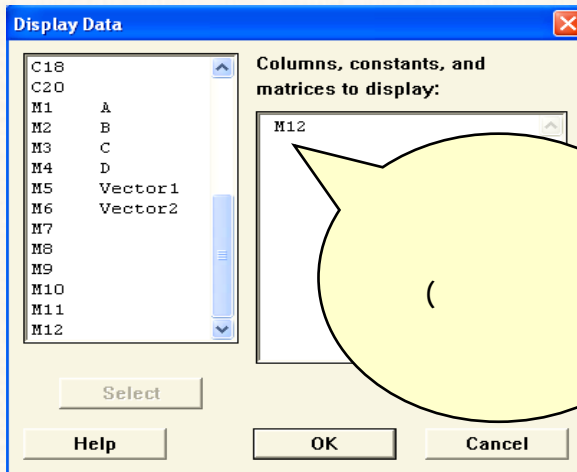 Display Data
C18
C20
M1 A
M2 B
M3 C
M4 D
M5 Vector1
M6 Vector2
M7
M8
M9
M10
M11
M12
Columns, constants, and
matrices to display:
M12
(
Select
Help
OK
Cancel